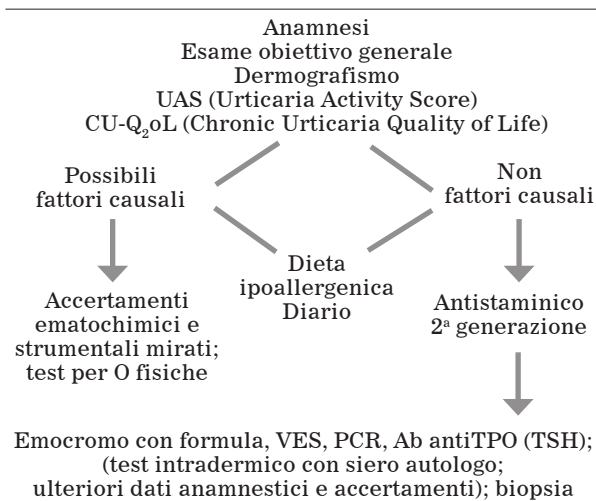 Anamnesi
Esame obiettivo generale
Dermografismo
UAS (Urticaria Activity Score)
CU-Q₂oL (Chronic Urticaria Quality of Life)
Possibili
fattori causali
Non
fattori causali
Dieta
ipoallergenica
Diario
Accertamenti
ematochimici e
strumentali mirati;
test per O fisiche
Antistaminico
2ª generazione
Emocromo con formula, VES, PCR, Ab antiTPO (TSH);
(test intradermico con siero autologo;
ulteriori dati anamnestici e accertamenti); biopsia